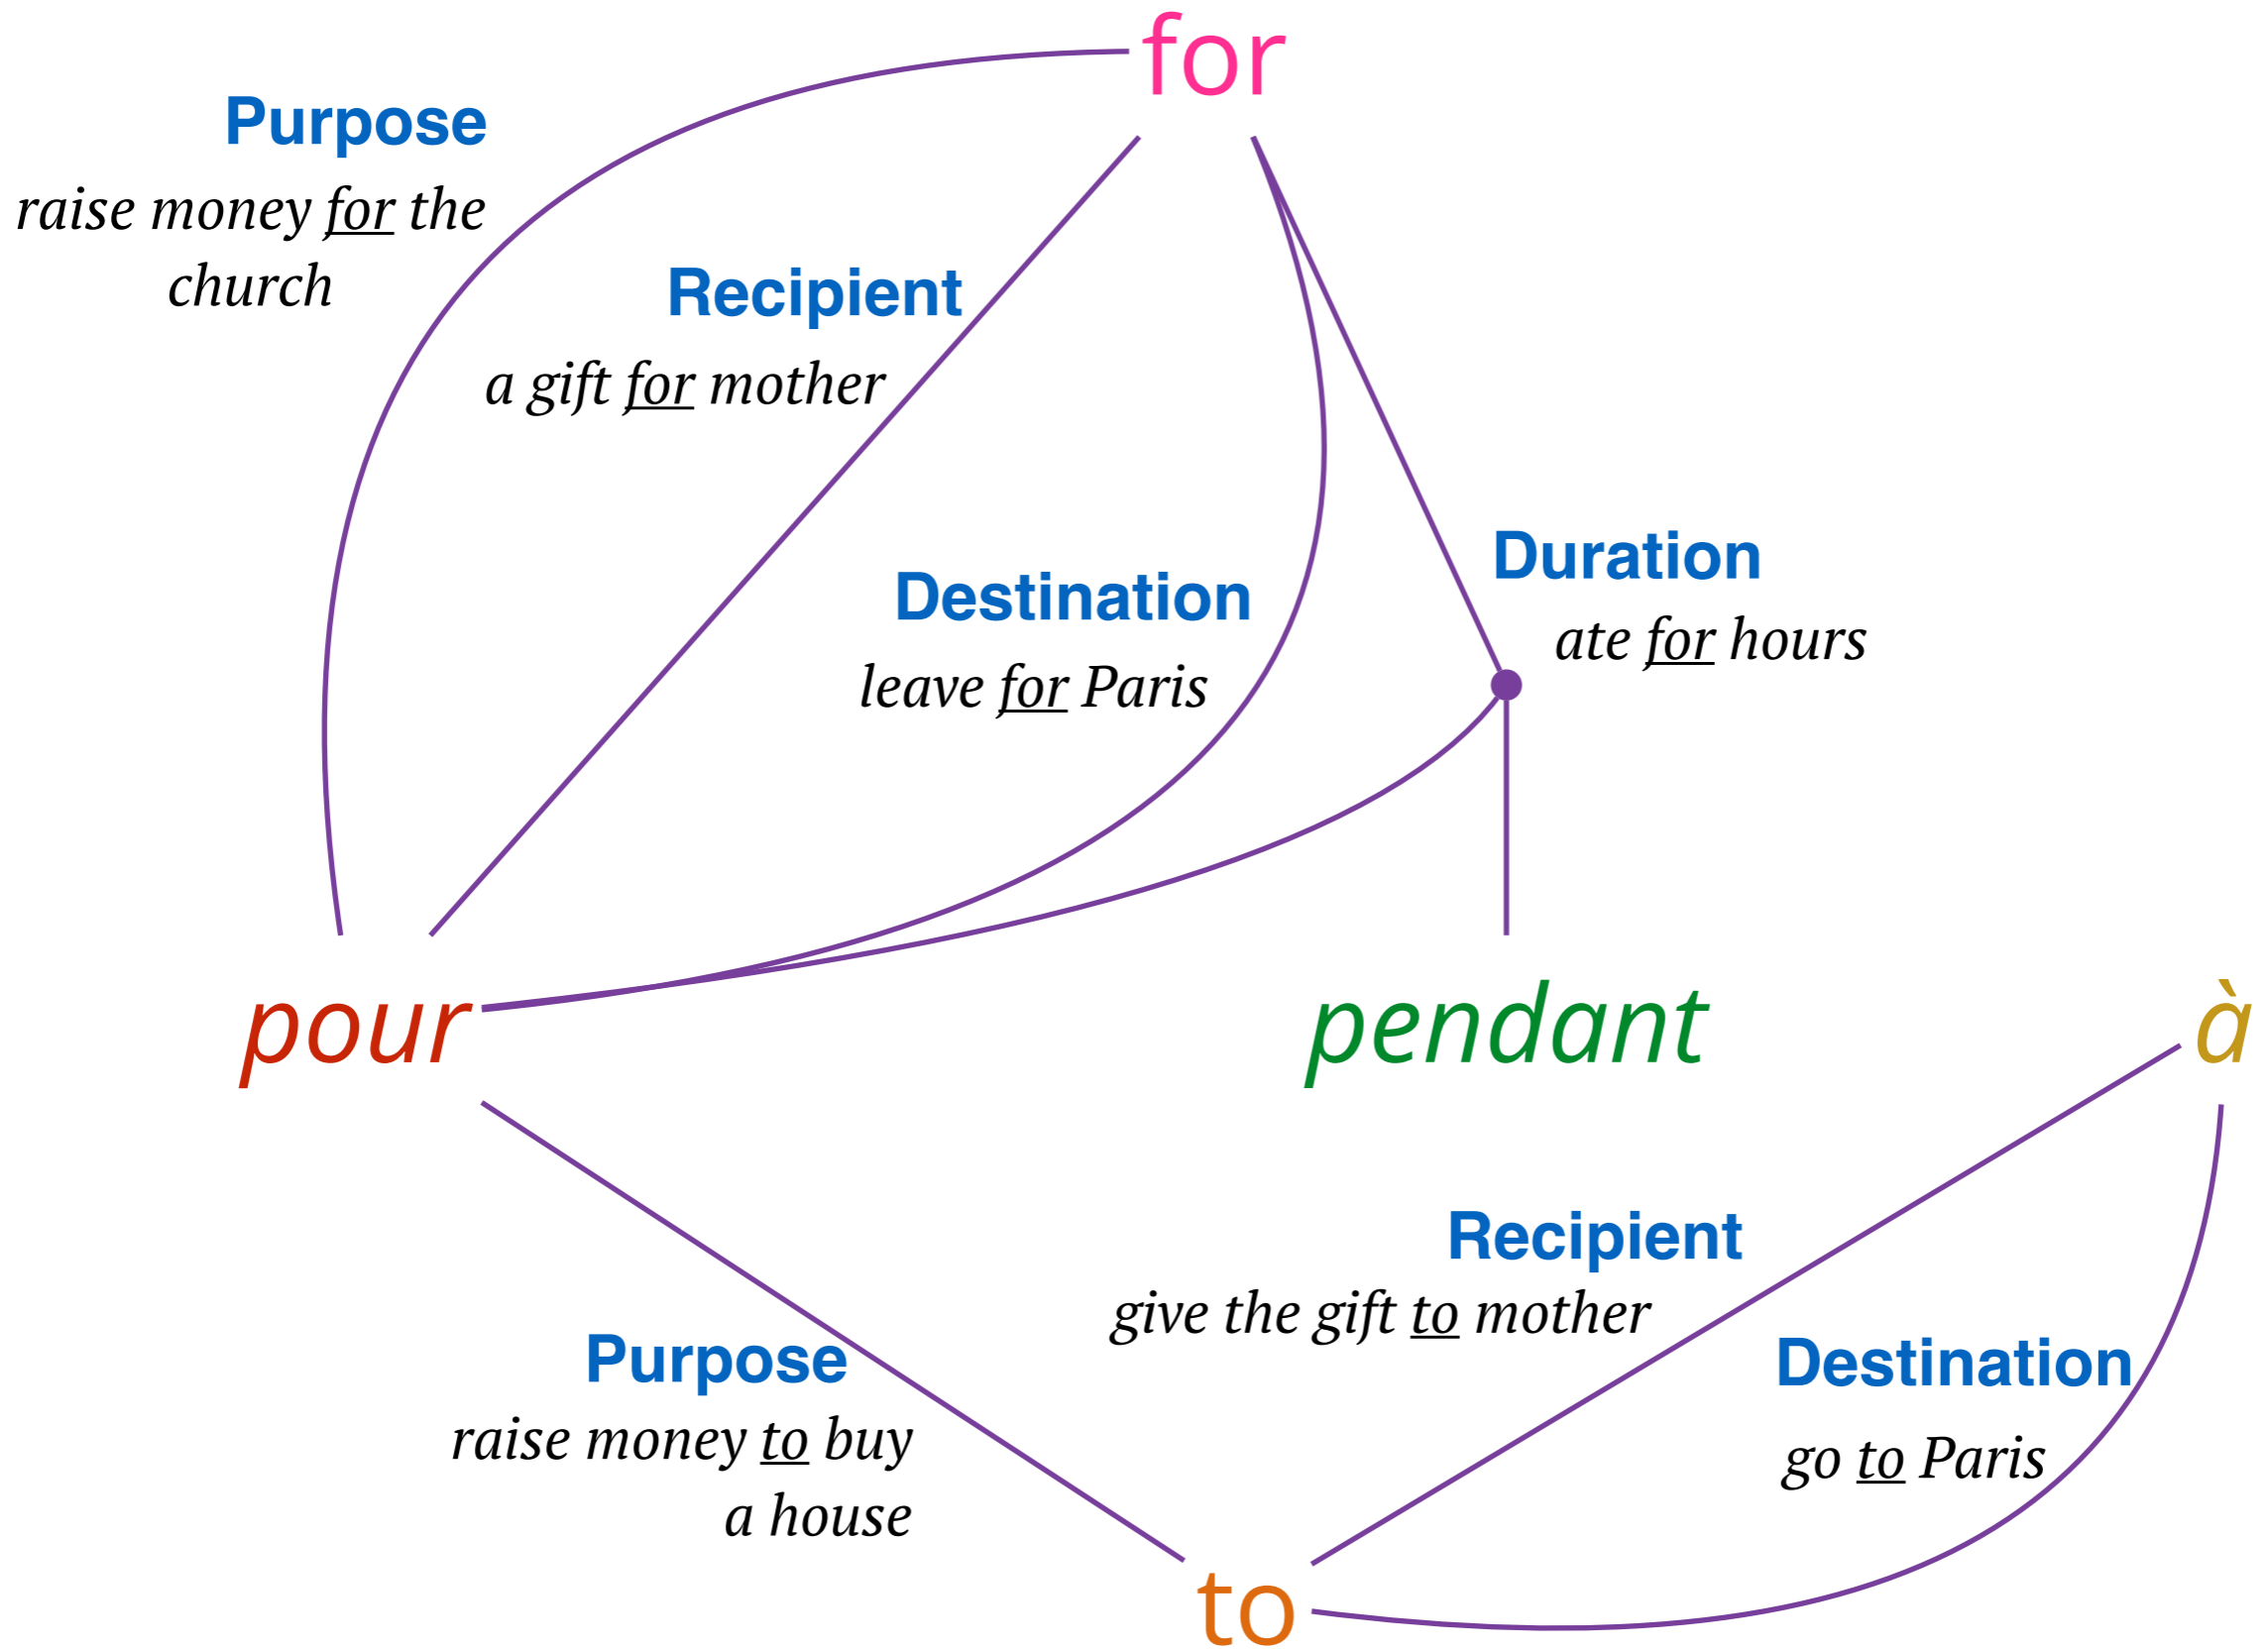 for
Purpose
raise money for the
church
Recipient
a gift for mother
Destination
leave for Paris
Duration
ate for hours
pour
pendant
à
Recipient
give the gift to mother
Purpose
raise money to buy
a house
Destination
go to Paris
to